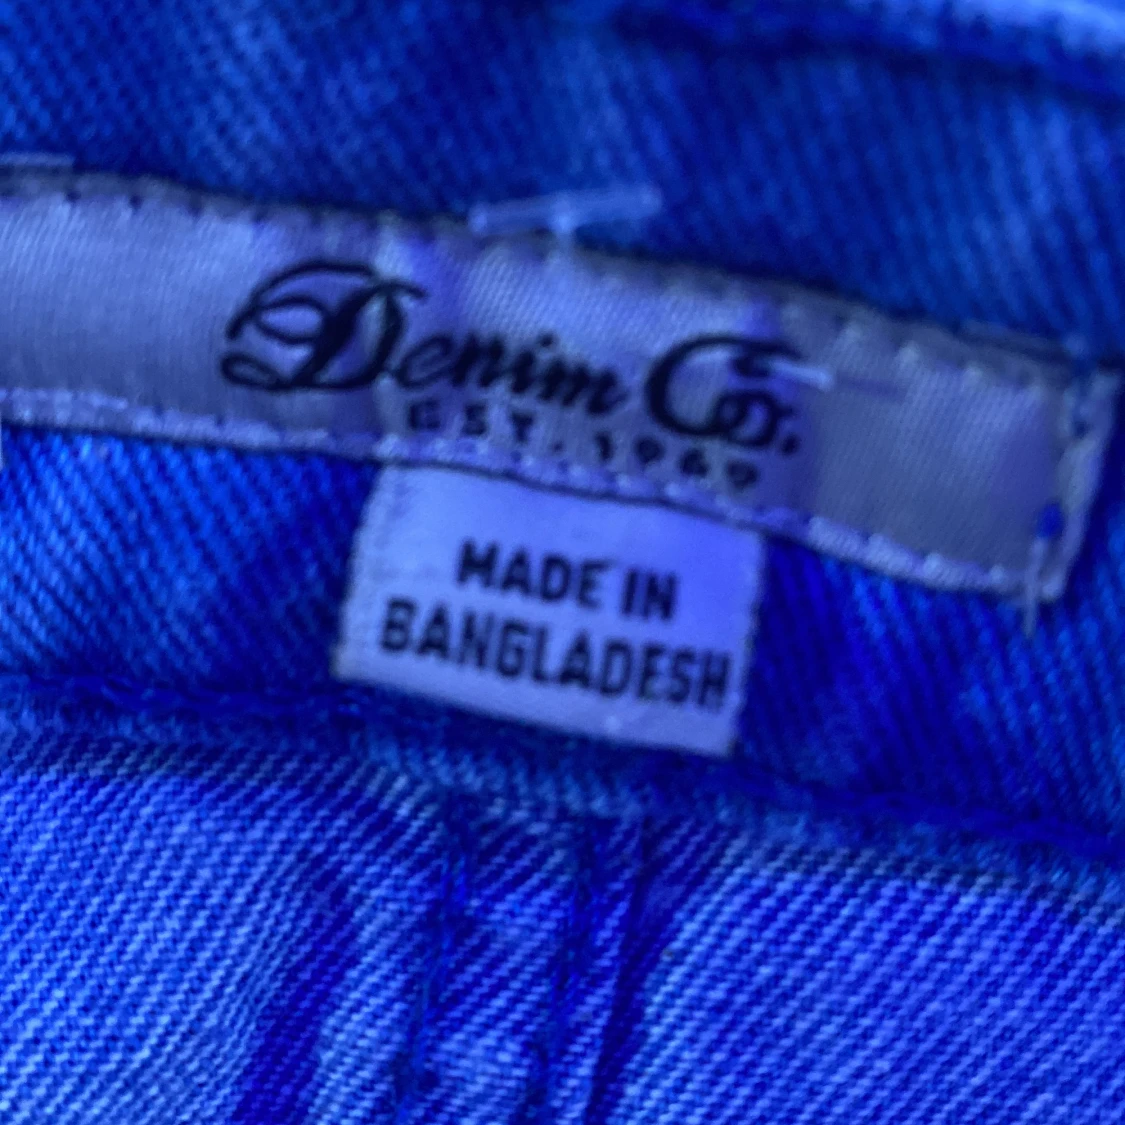 Denim Co.
EST. 1969
MADE IN
BANGLADESH